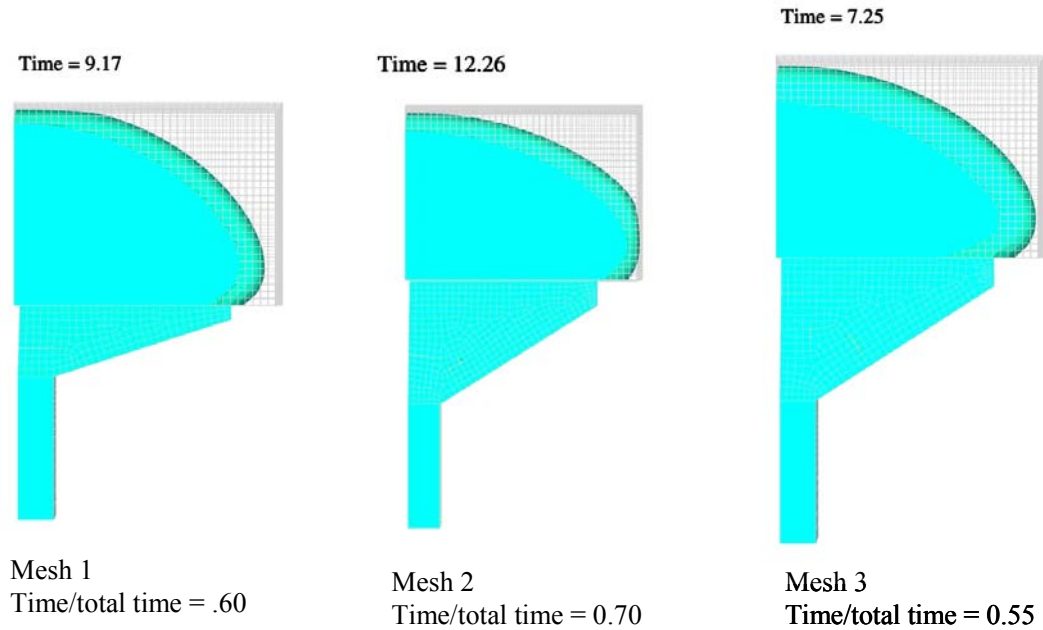 Time = 9.17
Time = 12.26
Time = 7.25
Mesh 1
Time/total time = .60
Mesh 2
Time/total time = 0.70
Mesh 3
Time/total time = 0.55